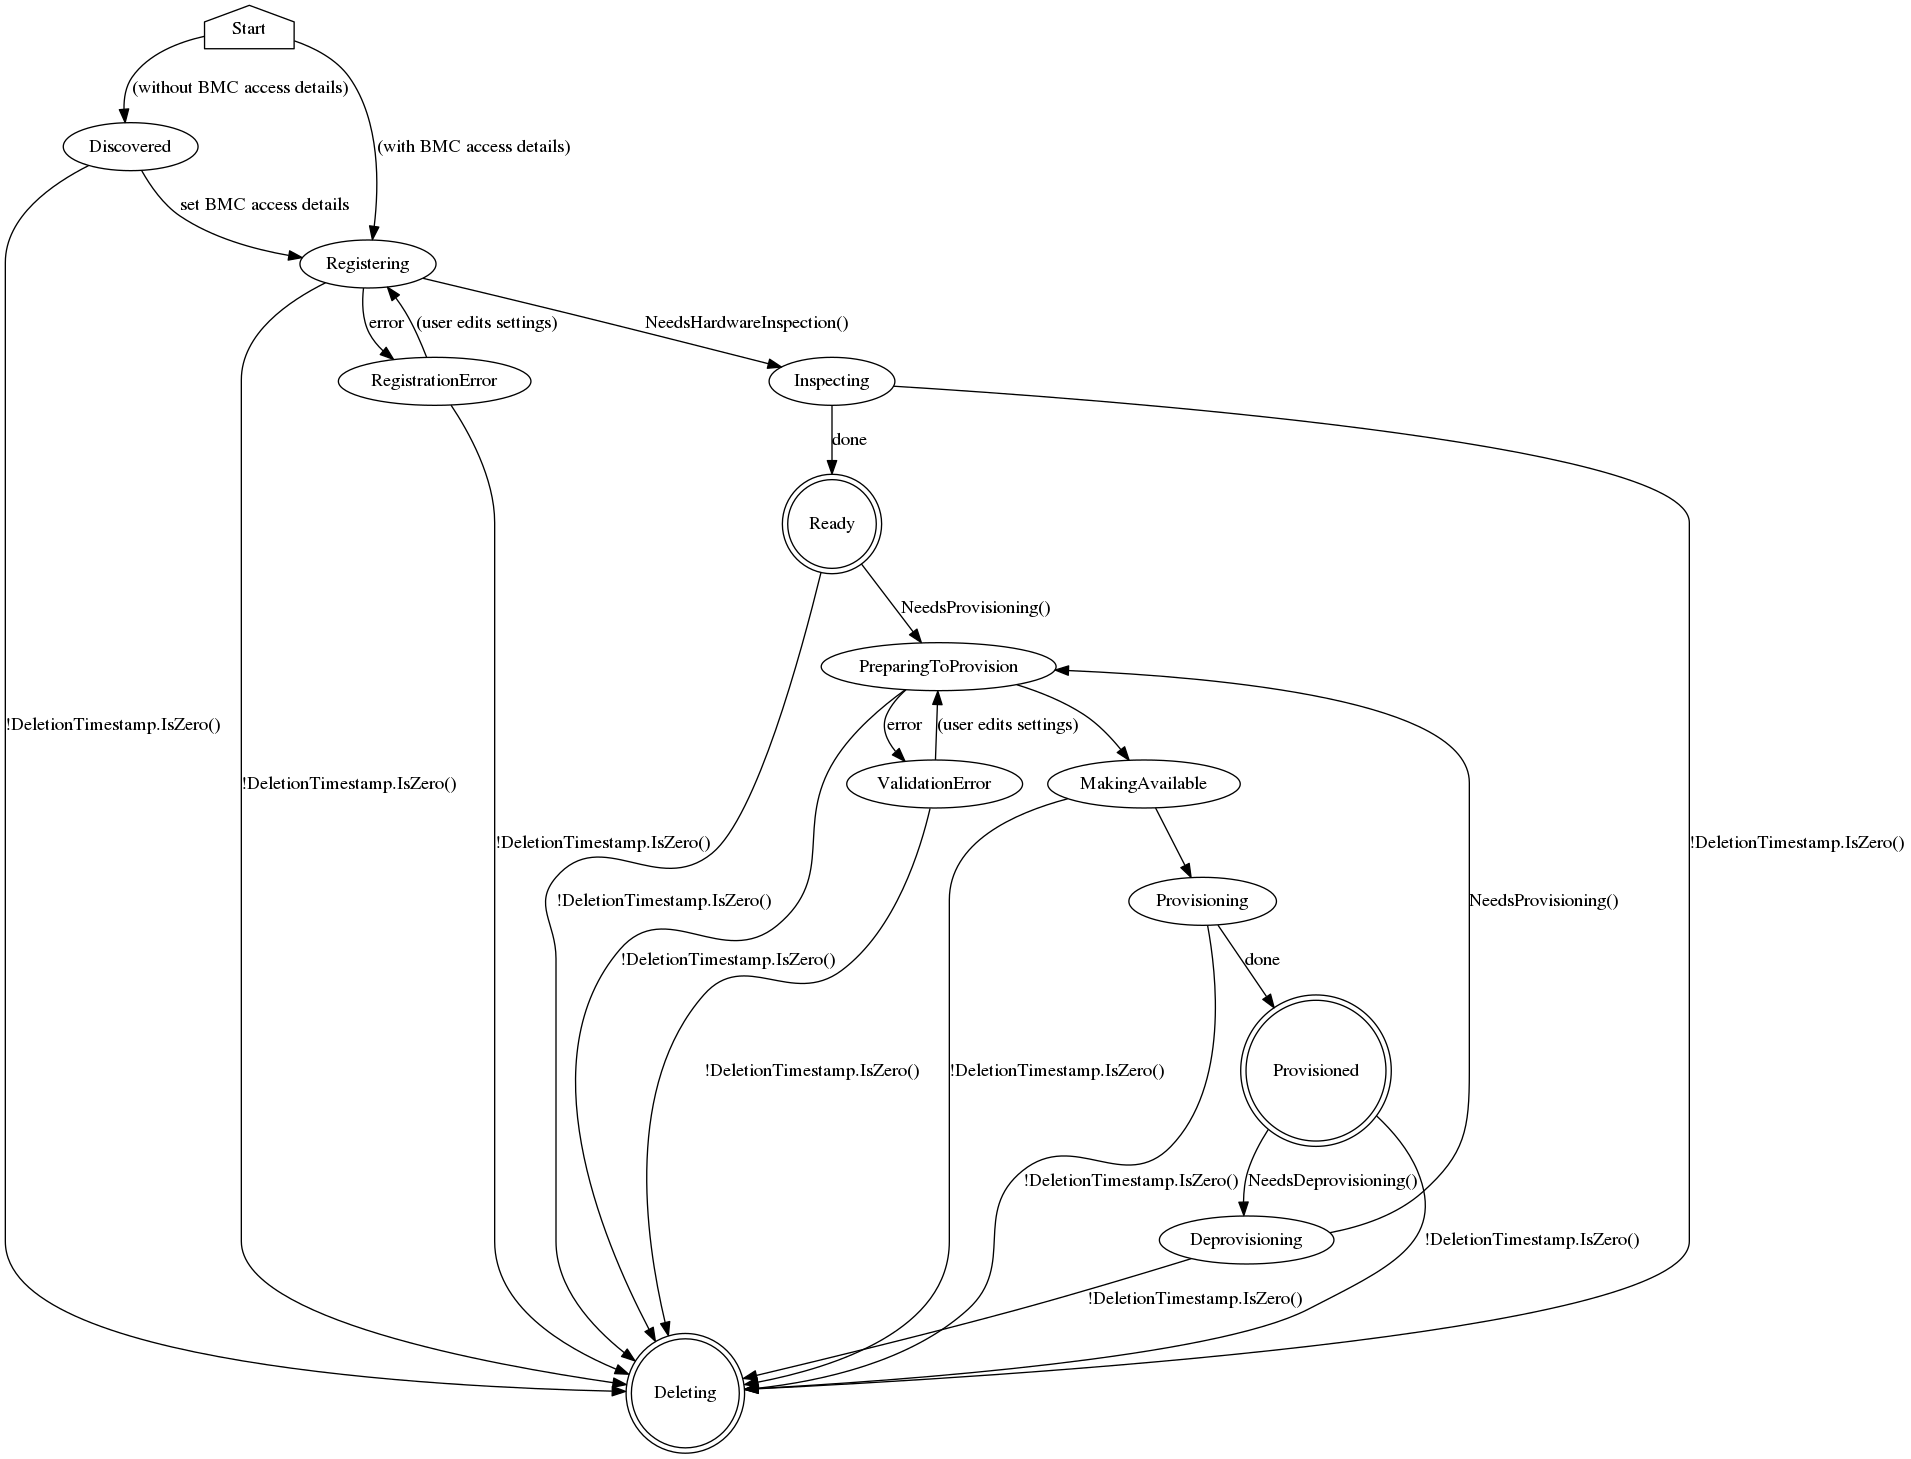 Start
(without BMC access details)
Discovered
(with BMC access details)
set BMC access details
Registering
error
(user edits settings)
NeedsHardwareInspection()
RegistrationError
Inspecting
done
Ready
NeedsProvisioning()
PreparingToProvision
!DeletionTimestamp.IsZero()
error
(user edits settings)
!DeletionTimestamp.IsZero()
ValidationError
MakingAvailable
!DeletionTimestamp.IsZero()
!DeletionTimestamp.IsZero()
!DeletionTimestamp.IsZero()
Provisioning
NeedsProvisioning()
!DeletionTimestamp.IsZero()
done
!DeletionTimestamp.IsZero()
!DeletionTimestamp.IsZero()
Provisioned
!DeletionTimestamp.IsZero()
NeedsDeprovisioning()
Deprovisioning
!DeletionTimestamp.IsZero()
!DeletionTimestamp.IsZero()
Deleting